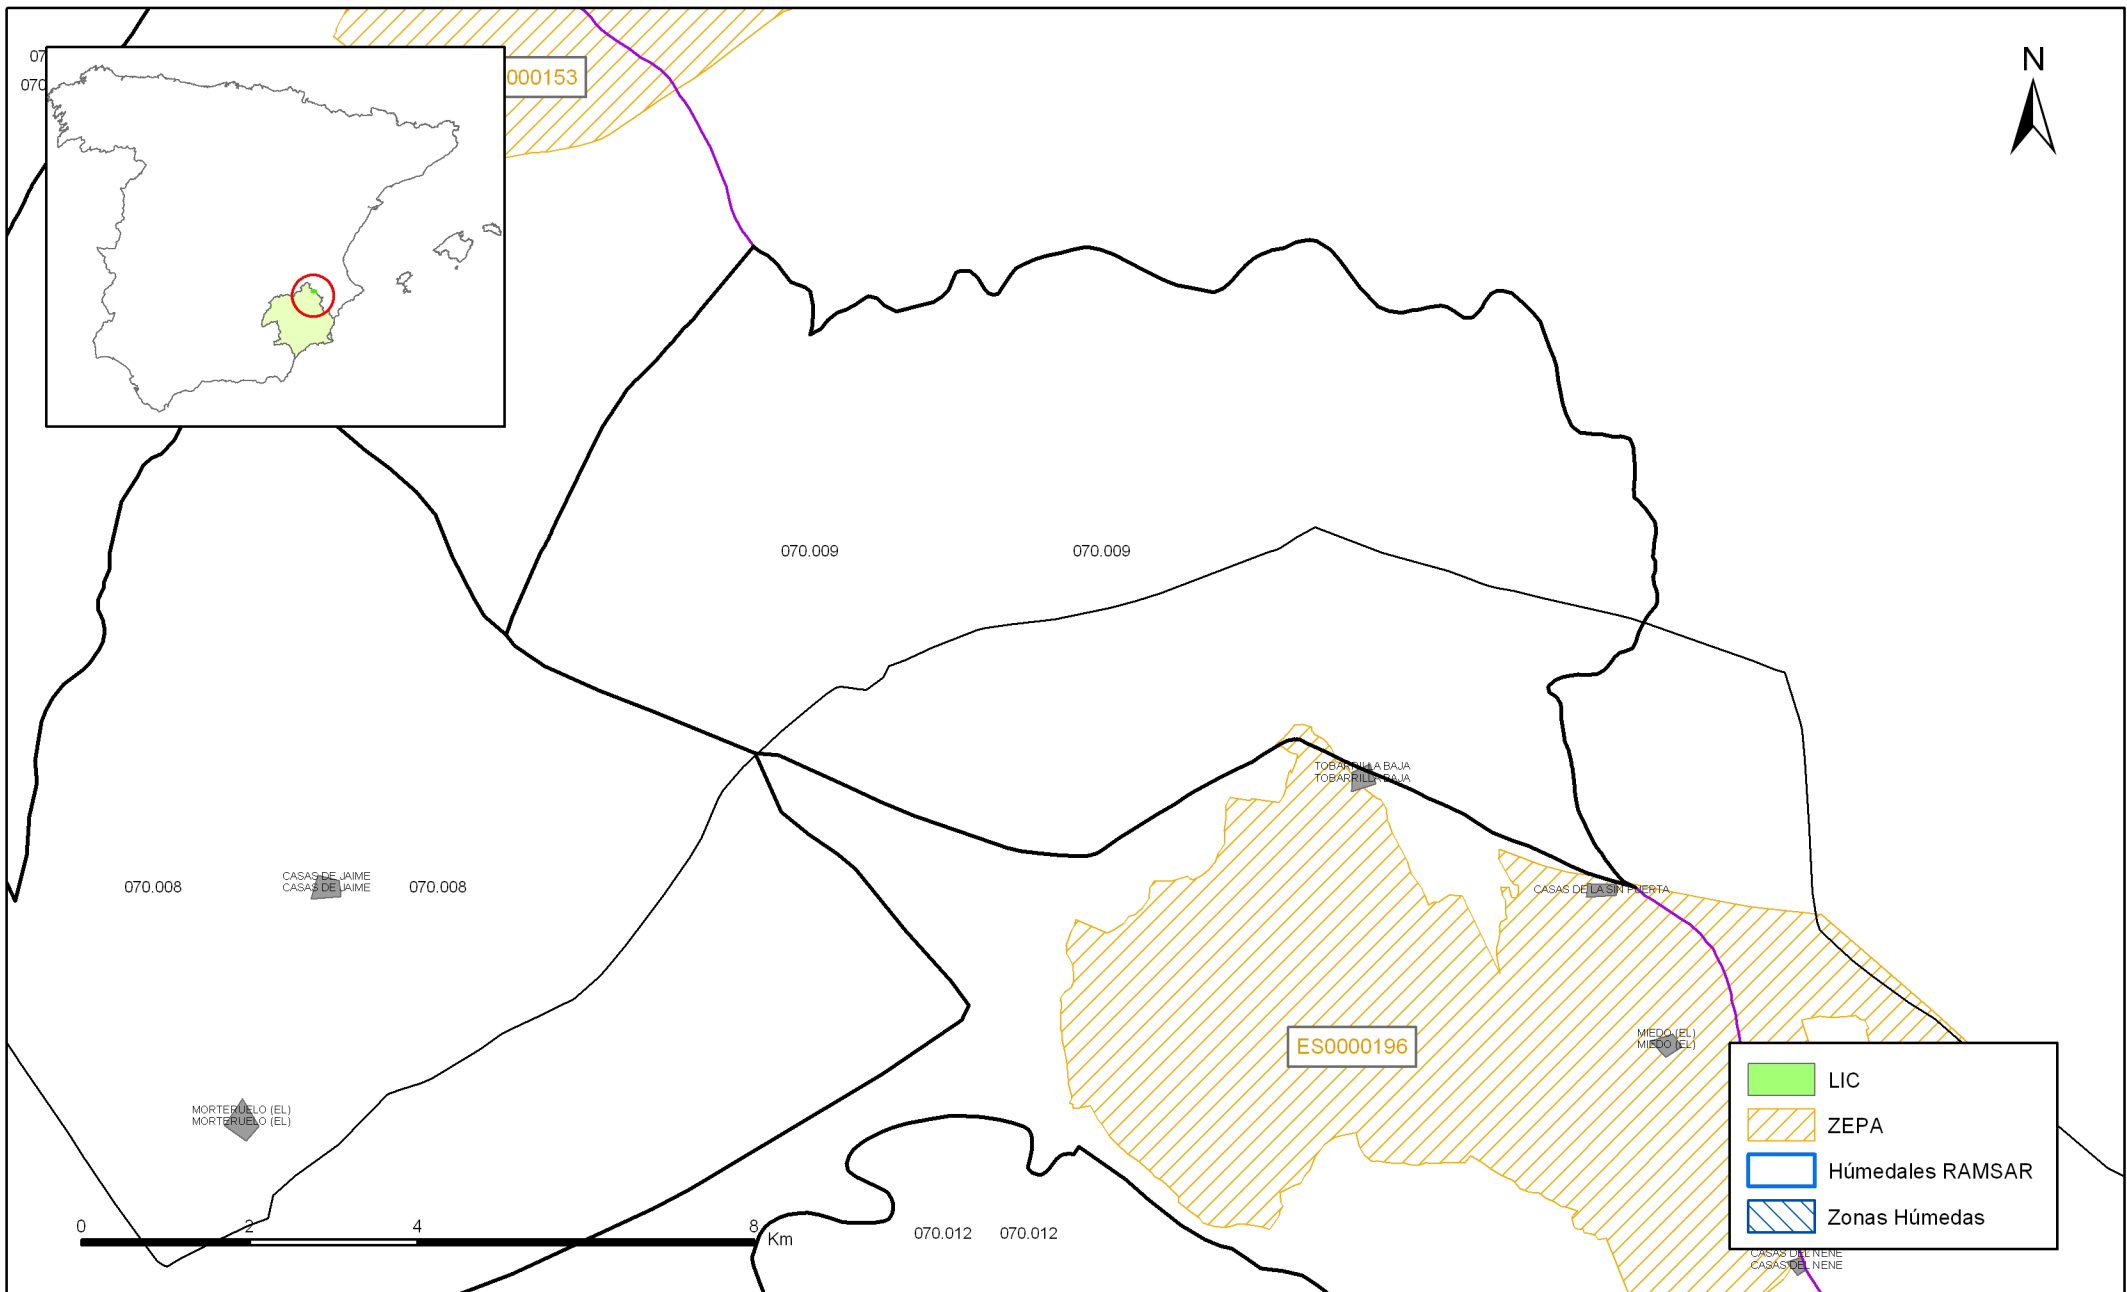 07
070
000153
N
070.009
070.009
TOBARRILLA BAJA
TOBARRILLA BAJA
070.008
CASAS DE JAIME
CASAS DE JAIME
070.008
CASAS DE LA SIN PUERTA
ES0000196
MIEDO (EL)
MIEDO (EL)
MORTERUELO (EL)
MORTERUELO (EL)
LIC
ZEPA
Húmedales RAMSAR
Zonas Húmedas
0 2 4 8
Km
070.012
070.012
CASAS DEL NENE
CASAS DEL NENE